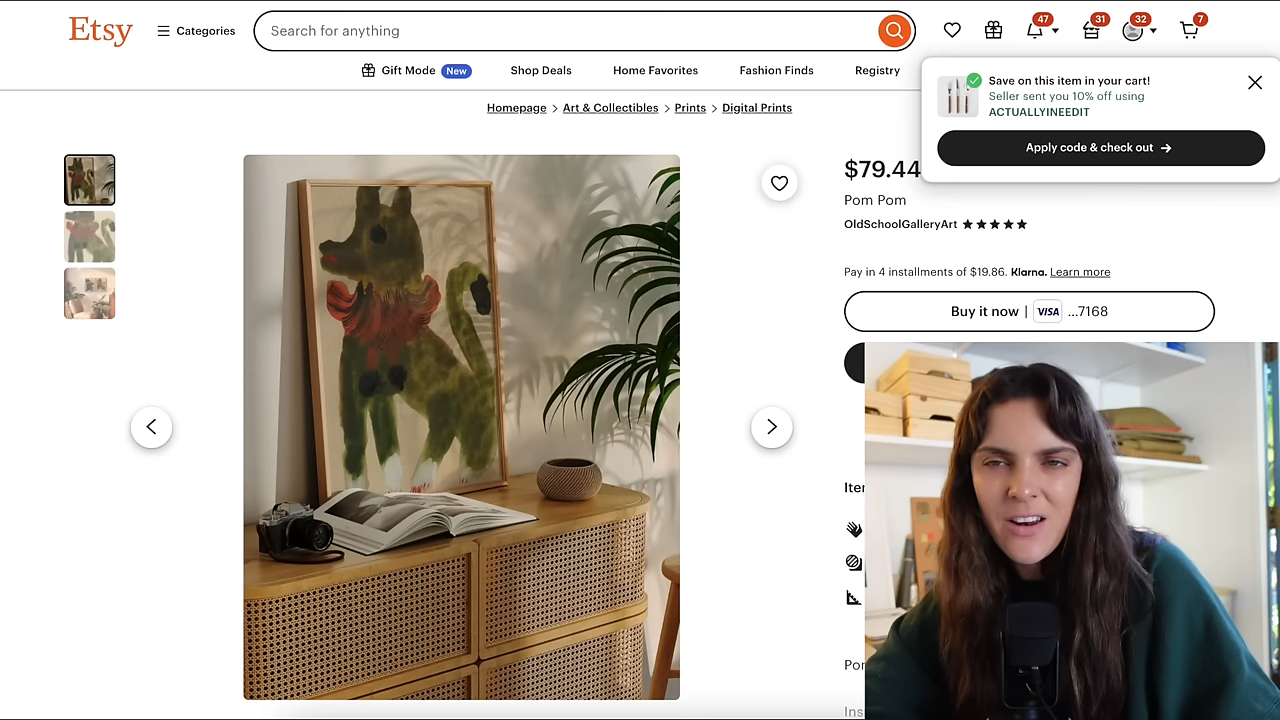 Etsy
Categories
Search for anything
47
31
32
7
Gift Mode New
Shop Deals
Home Favorites
Fashion Finds
Registry
Save on this item in your cart!
Seller sent you 10% off using
ACTUALLYINEEDIT
Apply code & check out →
Homepage > Art & Collectibles > Prints > Digital Prints
$79.44
Pom Pom
OldSchoolGalleryArt ★★★★★
Pay in 4 installments of $19.86. Klarna. Learn more
Buy it now | VISA ...7168